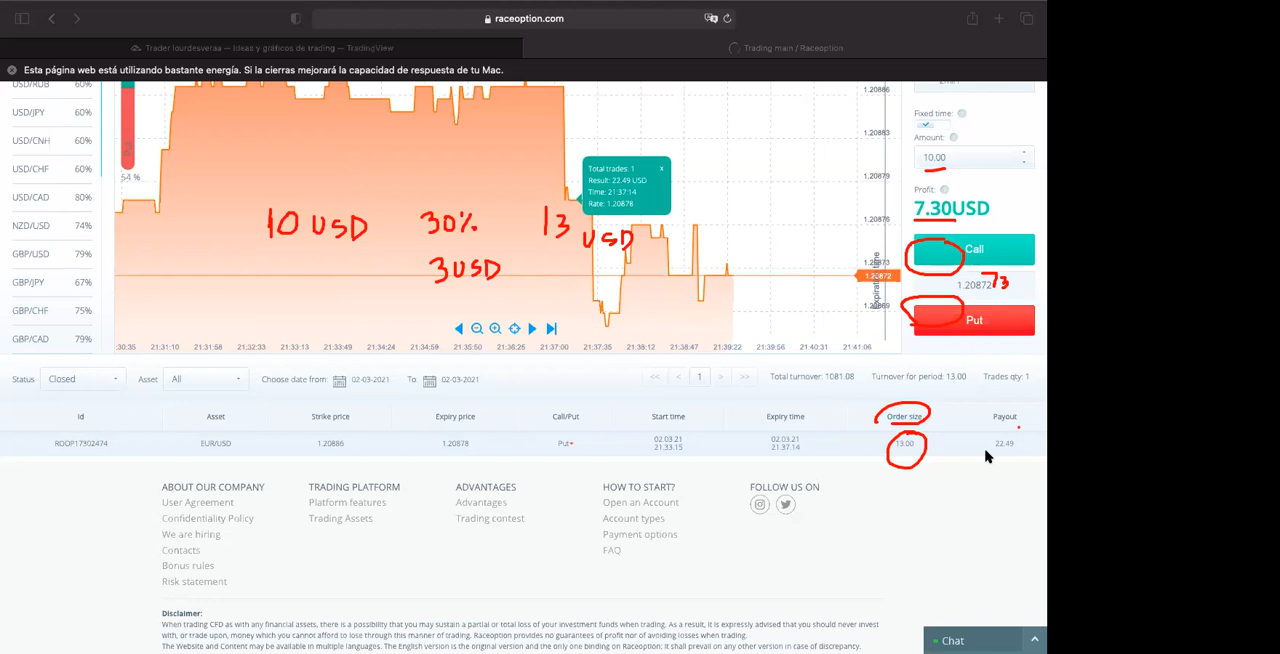 raceoption.com
Trader lourdesveraa — Ideas y gráficos de trading — TradingView
Trading main / Raceoption
Esta página web está utilizando bastante energía. Si la cierras mejorará la capacidad de respuesta de tu Mac.
USD/RUB 60%
USD/JPY 60%
USD/CNH 60%
USD/CHF 60%
USD/CAD 80%
NZD/USD 74%
GBP/USD 79%
GBP/JPY 67%
GBP/CHF 75%
GBP/CAD 79%
54 %
Total trades: 1 x
Result: 22.49 USD
Time: 21:37:14
Rate: 1.20878
10 USD 30% 13 USD
3 USD
1.20886
1.20883
1.20879
1.20876
1.20873
1.20872
1.20869
Expiration time
Fixed time:
Amount:
10.00
Profit:
7.30USD
Call
1.20872
73
Put
:30:35 21:31:10 21:31:58 21:32:33 21:33:13 21:33:49 21:34:24 21:34:59 21:35:50 21:36:25 21:37:00 21:37:35 21:38:12 21:38:47 21:39:22 21:39:56 21:40:31 21:41:06
Status Closed Asset All Choose date from: 02-03-2021 To: 02-03-2021 << < 1 > >> Total turnover: 1081.08 Turnover for period: 13.00 Trades qty: 1
Id Asset Strike price Expiry price Call/Put Start time Expiry time Order size Payout
ROOP17302474 EUR/USD 1.20886 1.20878 Put 02.03.21 21.33.15 02.03.21 21.37.14 13.00 22.49
ABOUT OUR COMPANY TRADING PLATFORM ADVANTAGES HOW TO START? FOLLOW US ON
User Agreement Platform features Advantages Open an Account
Confidentiality Policy Trading Assets Trading contest Account types
We are hiring Payment options
Contacts FAQ
Bonus rules
Risk statement
Disclaimer:
When trading CFD as with any financial assets, there is a possibility that you may sustain a partial or total loss of your investment funds when trading. As a result, it is expressly advised that you should never invest
with, or trade upon, money which you cannot afford to lose through this manner of trading. Raceoption provides no guarantees of profit nor of avoiding losses when trading.
The Website and Content may be available in multiple languages. The English version is the original version and the only one binding on Raceoption; it shall prevail on any other version in case of discrepancy.
Chat